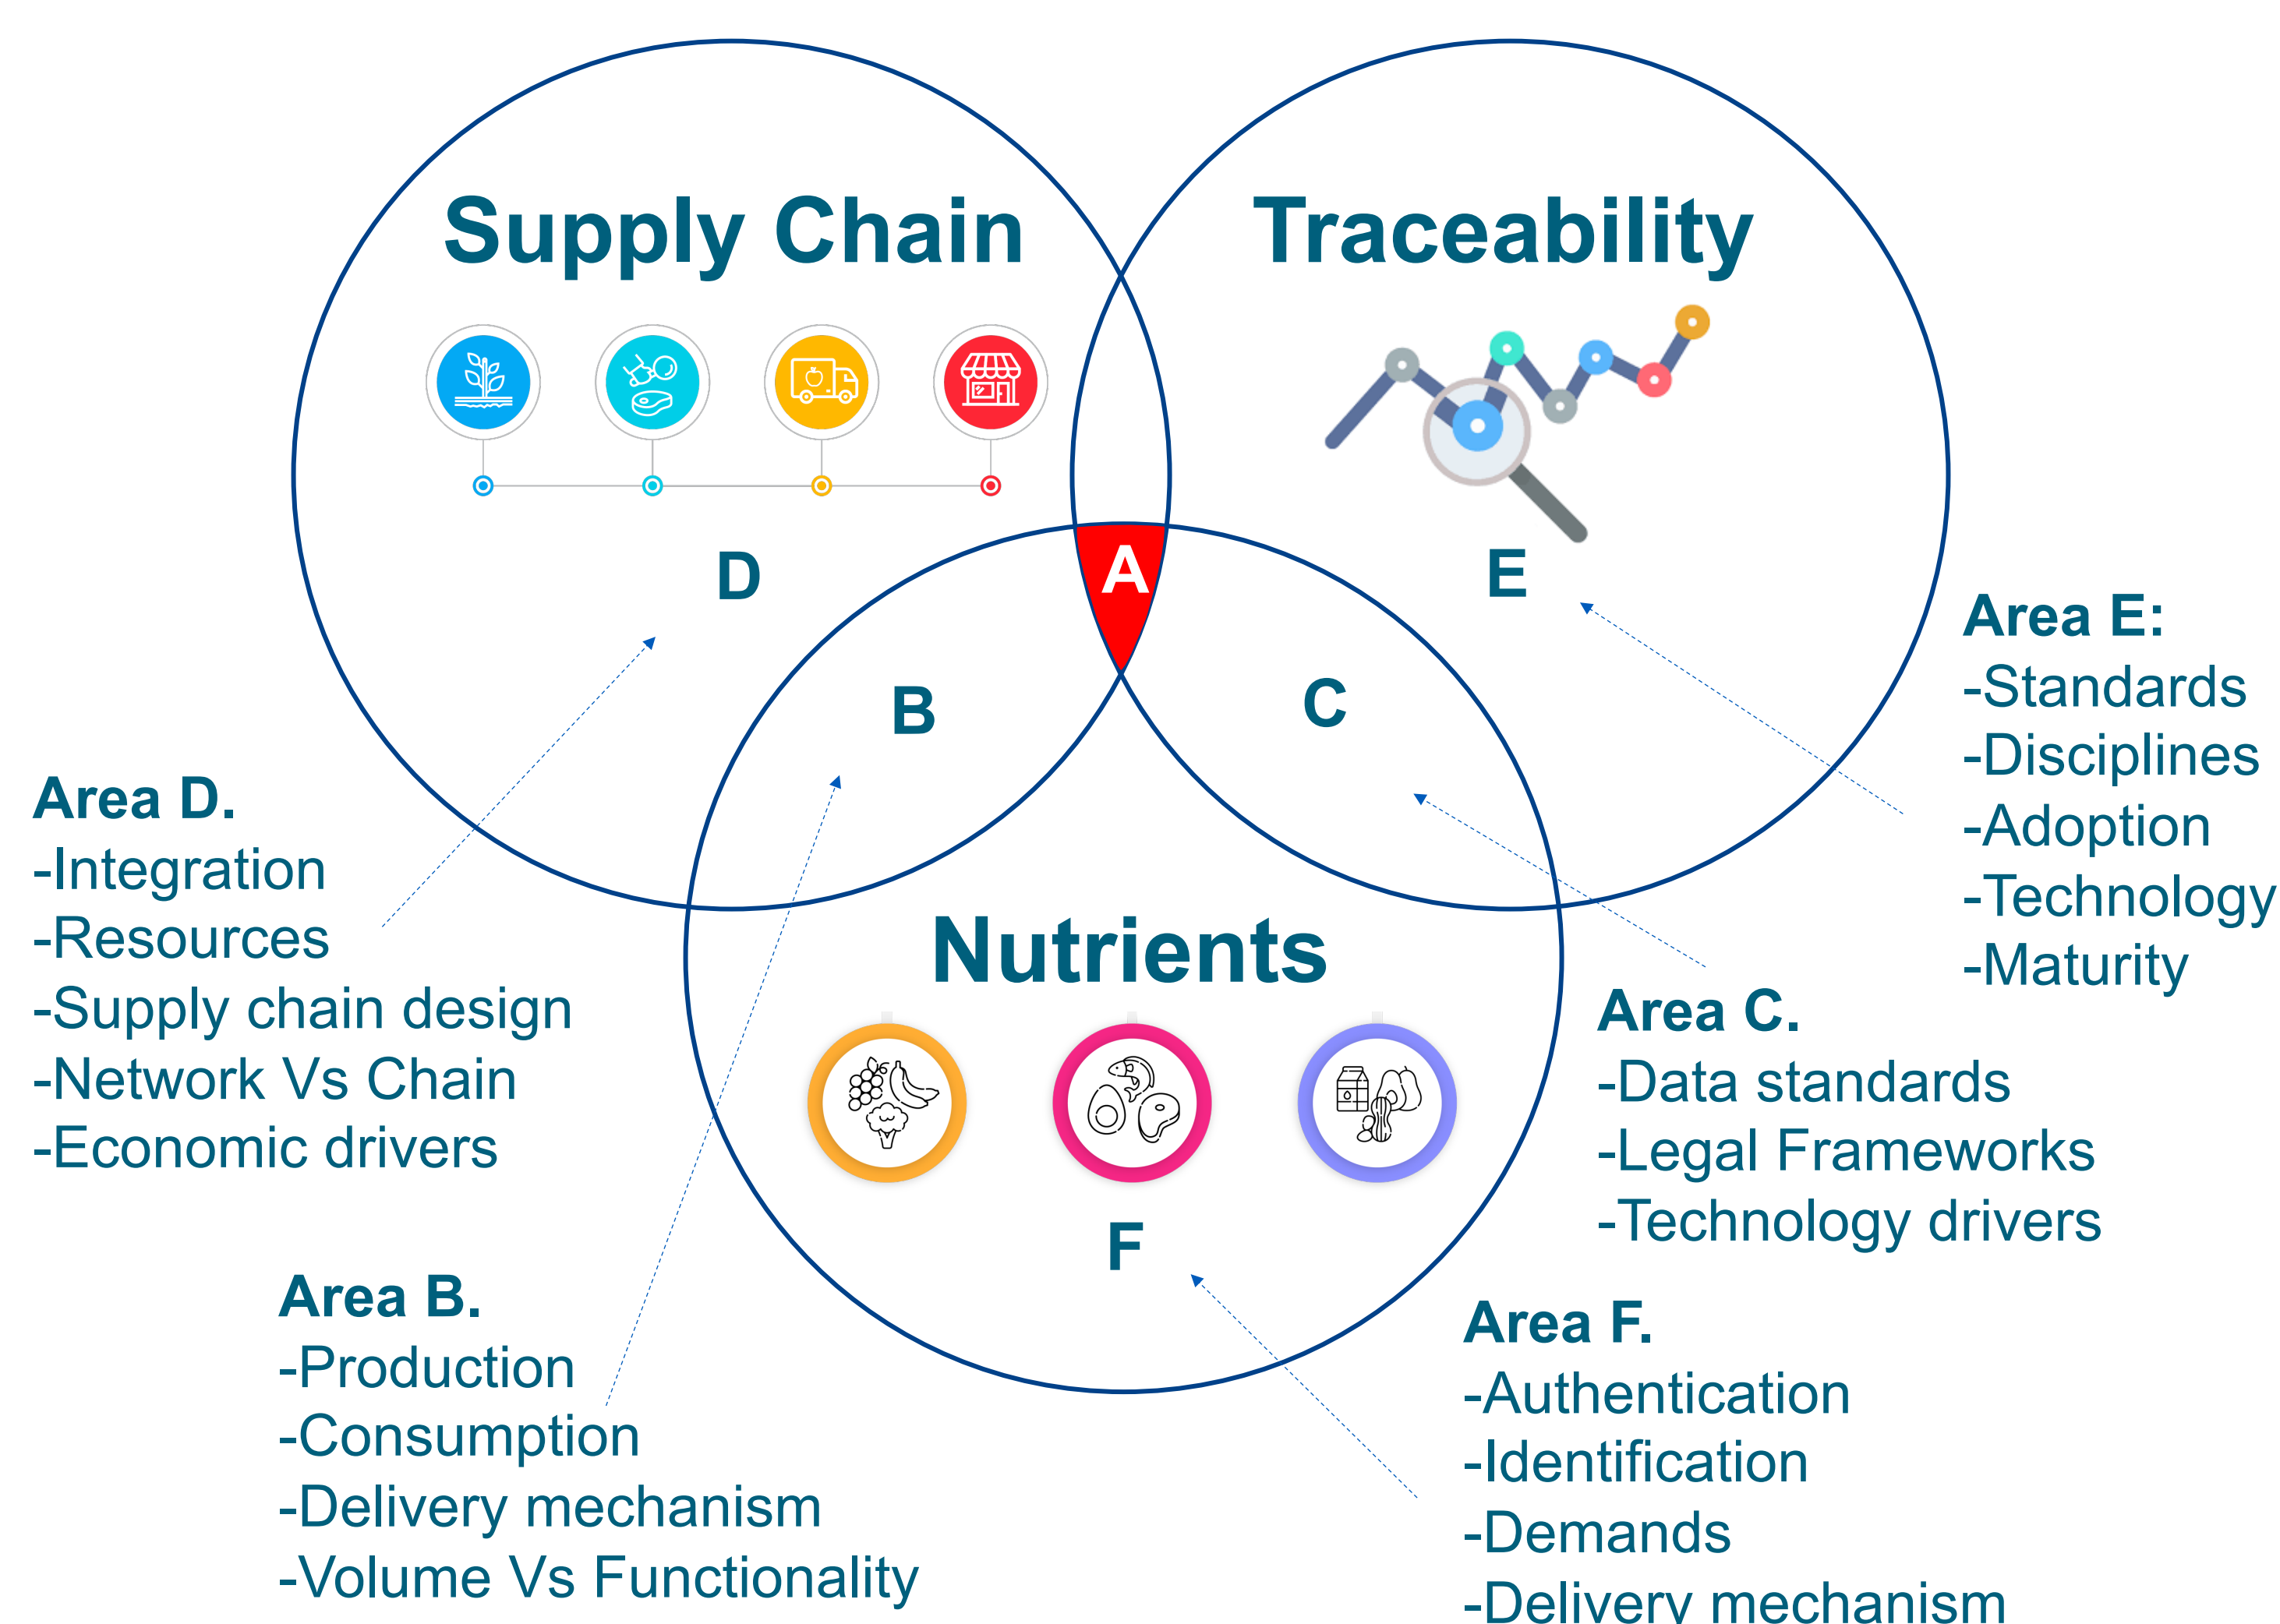 Supply Chain
Traceability
D
A
E
B
C
Nutrients
F
Area D.
-Integration
-Resources
-Supply chain design
-Network Vs Chain
-Economic drivers
Area B.
-Production
-Consumption
-Delivery mechanism
-Volume Vs Functionality
Area E:
-Standards
-Disciplines
-Adoption
-Technology
-Maturity
Area C.
-Data standards
-Legal Frameworks
-Technology drivers
Area F.
-Authentication
-Identification
-Demands
-Delivery mechanism